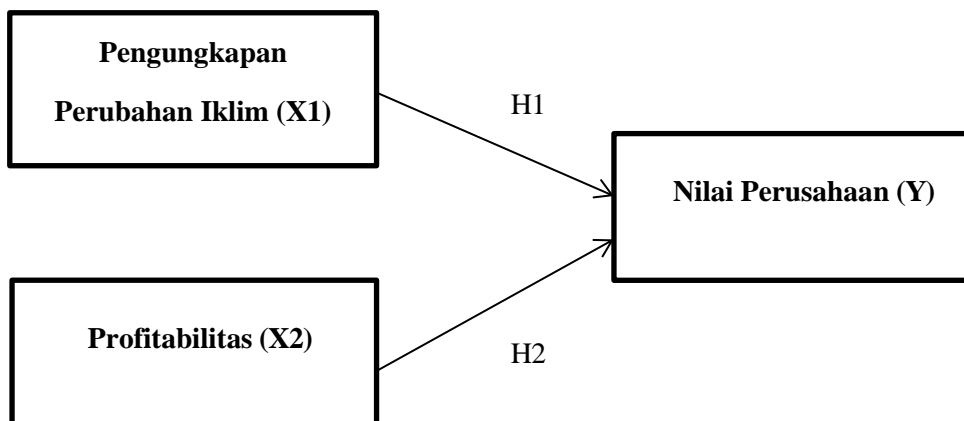 Pengungkapan
Perubahan Iklim (X1)
H1
Nilai Perusahaan (Y)
Profitabilitas (X2)
H2